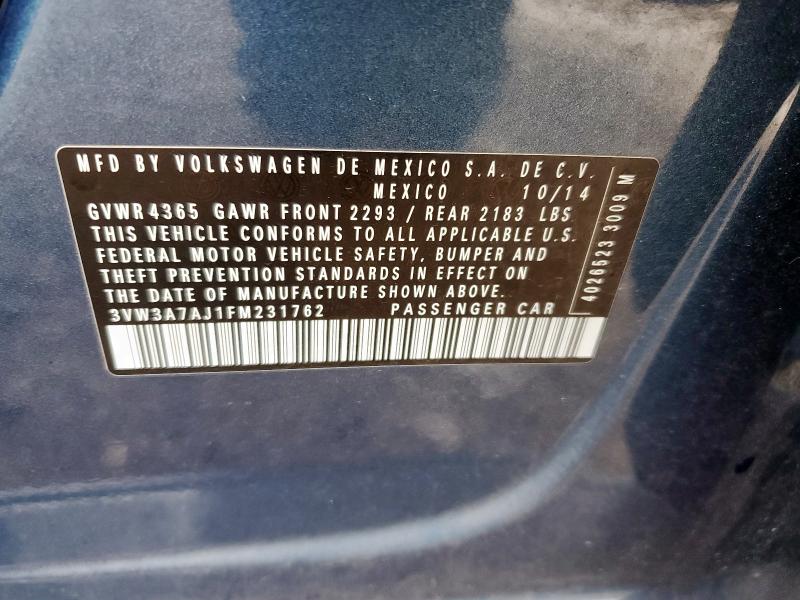 MFD BY VOLKSWAGEN DE MEXICO S.A. DE C.V.
MEXICO 10/14
GVWR 4365 GAWR FRONT 2293 / REAR 2183 LBS
THIS VEHICLE CONFORMS TO ALL APPLICABLE U.S.
FEDERAL MOTOR VEHICLE SAFETY, BUMPER AND
THEFT PREVENTION STANDARDS IN EFFECT ON
THE DATE OF MANUFACTURE SHOWN ABOVE.
3VW3A7AJ1FM231762 PASSENGER CAR
4026523 3009 M